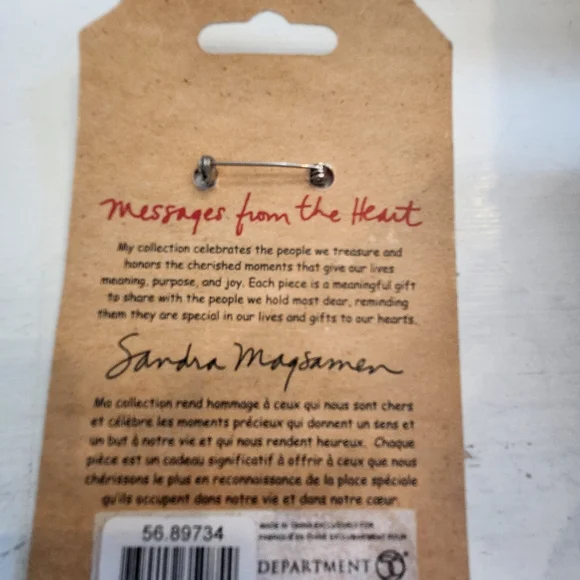 Messages from the Heart
My collection celebrates the people we treasure and
honors the cherished moments that give our lives
meaning, purpose, and joy. Each piece is a meaningful gift
to share with the people we hold most dear, reminding
them they are special in our lives and gifts to our hearts.
Sandra Magsamen
Ma collection rend hommage à ceux qui nous sont chers
et célèbre les moments précieux qui donnent un sens et
un but à notre vie et qui nous rendent heureux. Chaque
pièce est un cadeau significatif à offrir à ceux que nous
chérissons le plus en reconnaissance de la place spéciale
qu'ils occupent dans notre vie et dans notre cœur.
56.89734
DEPARTMENT